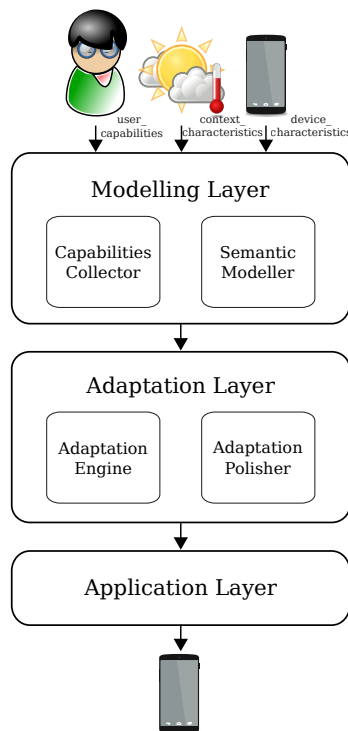 user_
capabilities
context_
characteristics
device_
characteristics
Modelling Layer
Capabilities
Collector
Semantic
Modeller
Adaptation Layer
Adaptation
Engine
Adaptation
Polisher
Application Layer